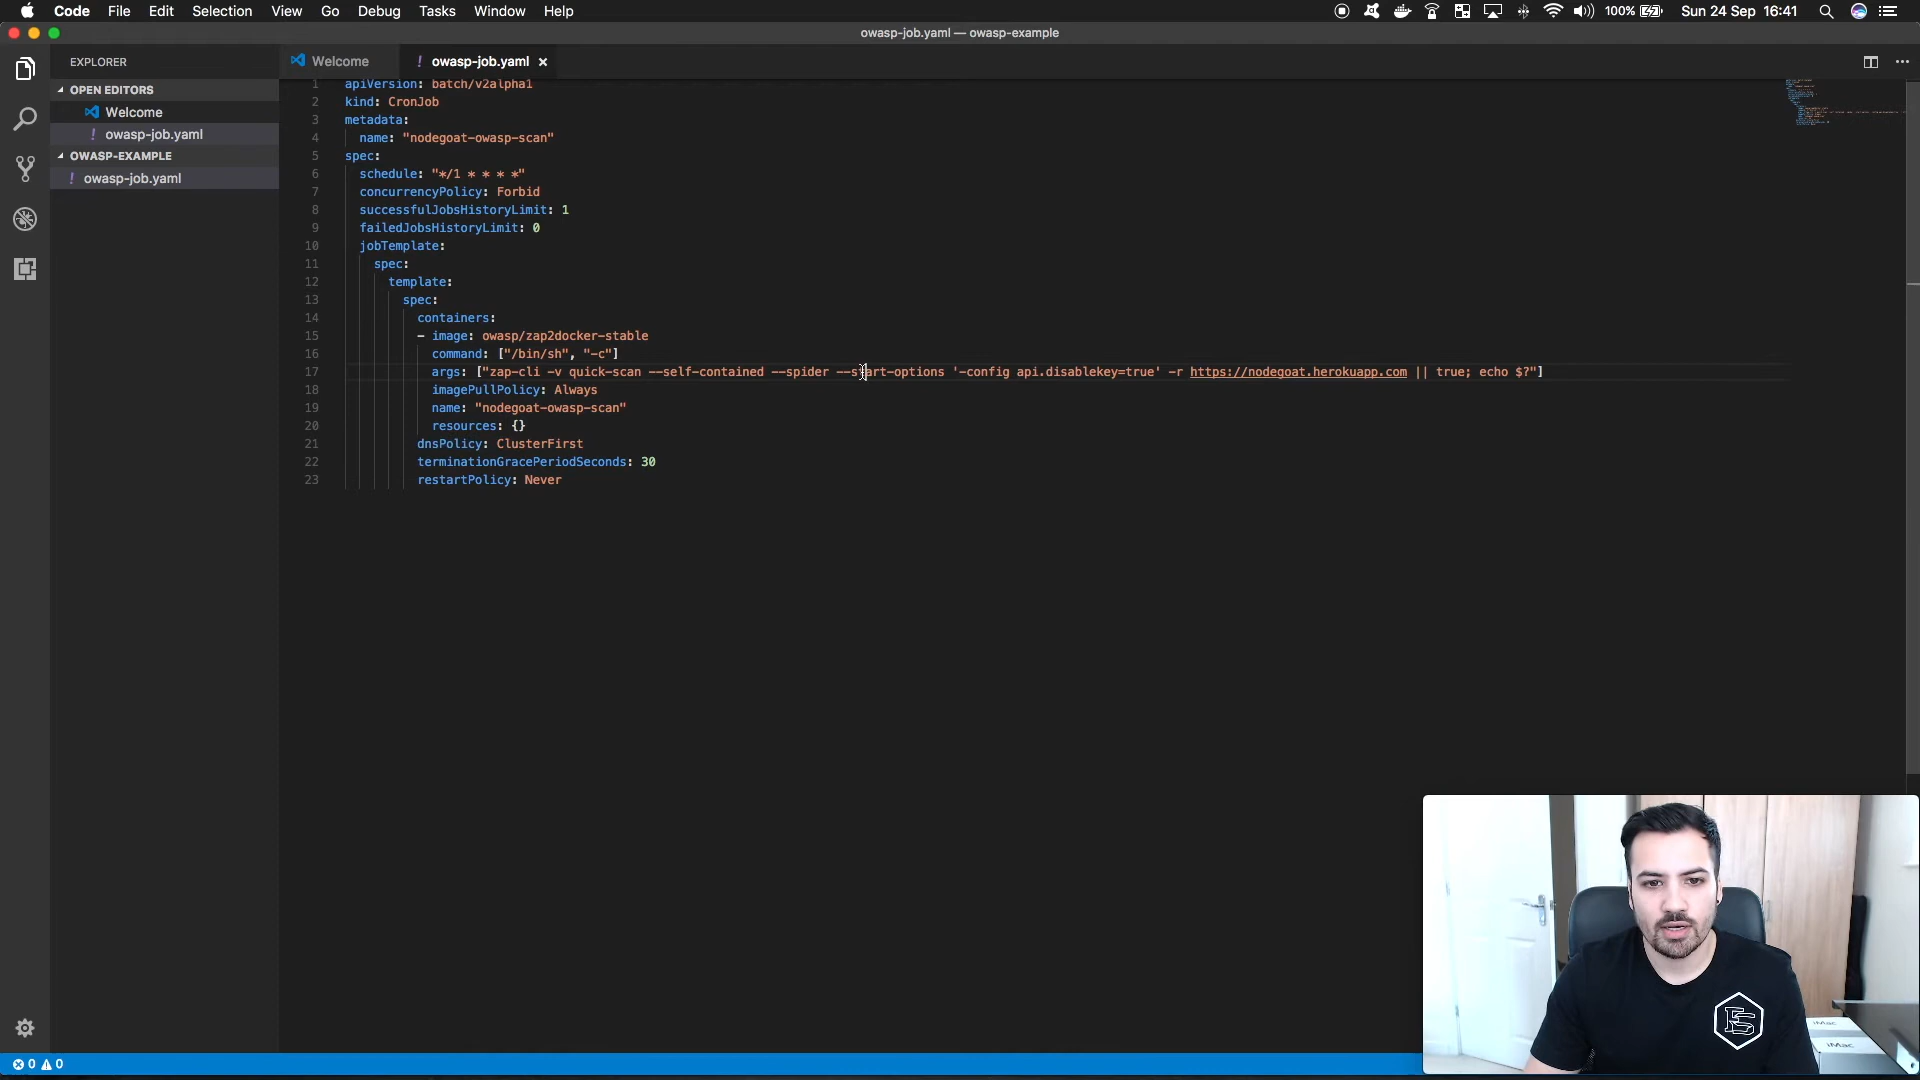 Code File Edit Selection View Go Debug Tasks Window Help
100% Sun 24 Sep 16:41
owasp-job.yaml — owasp-example
EXPLORER
OPEN EDITORS
Welcome
owasp-job.yaml
OWASP-EXAMPLE
owasp-job.yaml
Welcome
owasp-job.yaml
1 apiVersion: batch/v2alpha1
2 kind: CronJob
3 metadata:
4 name: "nodegoat-owasp-scan"
5 spec:
6 schedule: "*/1 * * * *"
7 concurrencyPolicy: Forbid
8 successfulJobsHistoryLimit: 1
9 failedJobsHistoryLimit: 0
10 jobTemplate:
11 spec:
12 template:
13 spec:
14 containers:
15 - image: owasp/zap2docker-stable
16 command: ["/bin/sh", "-c"]
17 args: ["zap-cli -v quick-scan --self-contained --spider --start-options '-config api.disablekey=true' -r https://nodegoat.herokuapp.com || true; echo $?"]
18 imagePullPolicy: Always
19 name: "nodegoat-owasp-scan"
20 resources: {}
21 dnsPolicy: ClusterFirst
22 terminationGracePeriodSeconds: 30
23 restartPolicy: Never
0 0
iMac
iMac